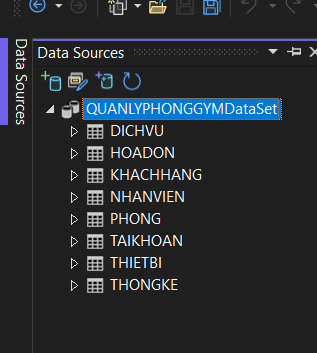 Data Sources
Data Sources
QUANLYPHONGGYMDataSet
DICHVU
HOADON
KHACHHANG
NHANVIEN
PHONG
TAIKHOAN
THIETBI
THONGKE